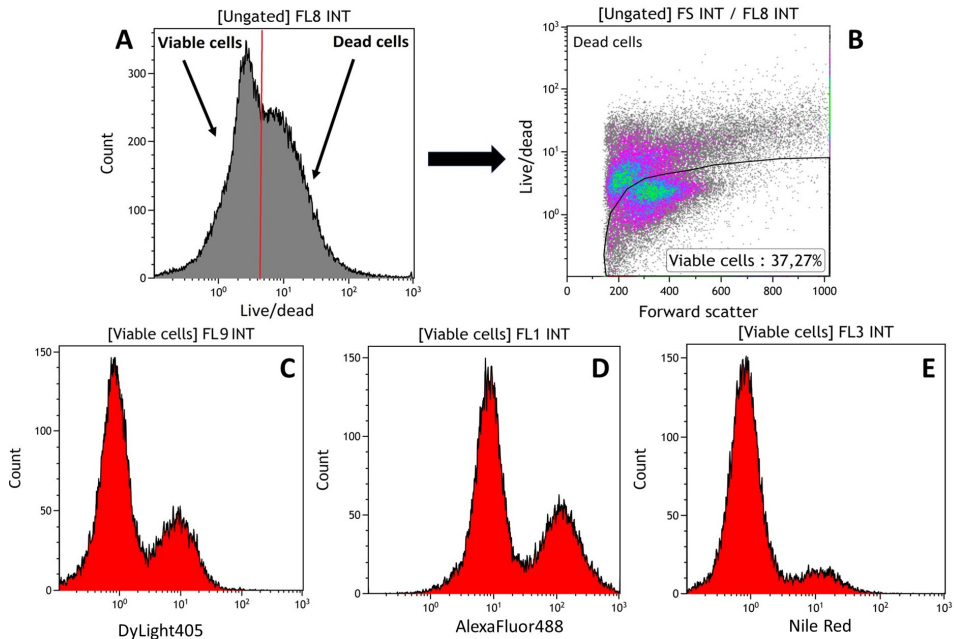 [Ungated] FL8 INT
A
Viable cells
Dead cells
Count
300
200
100
0
10⁰
10¹
10²
10³
Live/dead
[Ungated] FS INT / FL8 INT
B
Dead cells
Live/dead
10³
10²
10¹
10⁰
Viable cells : 37,27%
0
200
400
600
800
1000
Forward scatter
[Viable cells] FL9 INT
C
Count
150
100
50
0
10⁰
10¹
10²
10³
DyLight405
[Viable cells] FL1 INT
D
Count
150
100
50
0
10⁰
10¹
10²
10³
AlexaFluor488
[Viable cells] FL3 INT
E
Count
150
100
50
0
10⁰
10¹
10²
10³
Nile Red